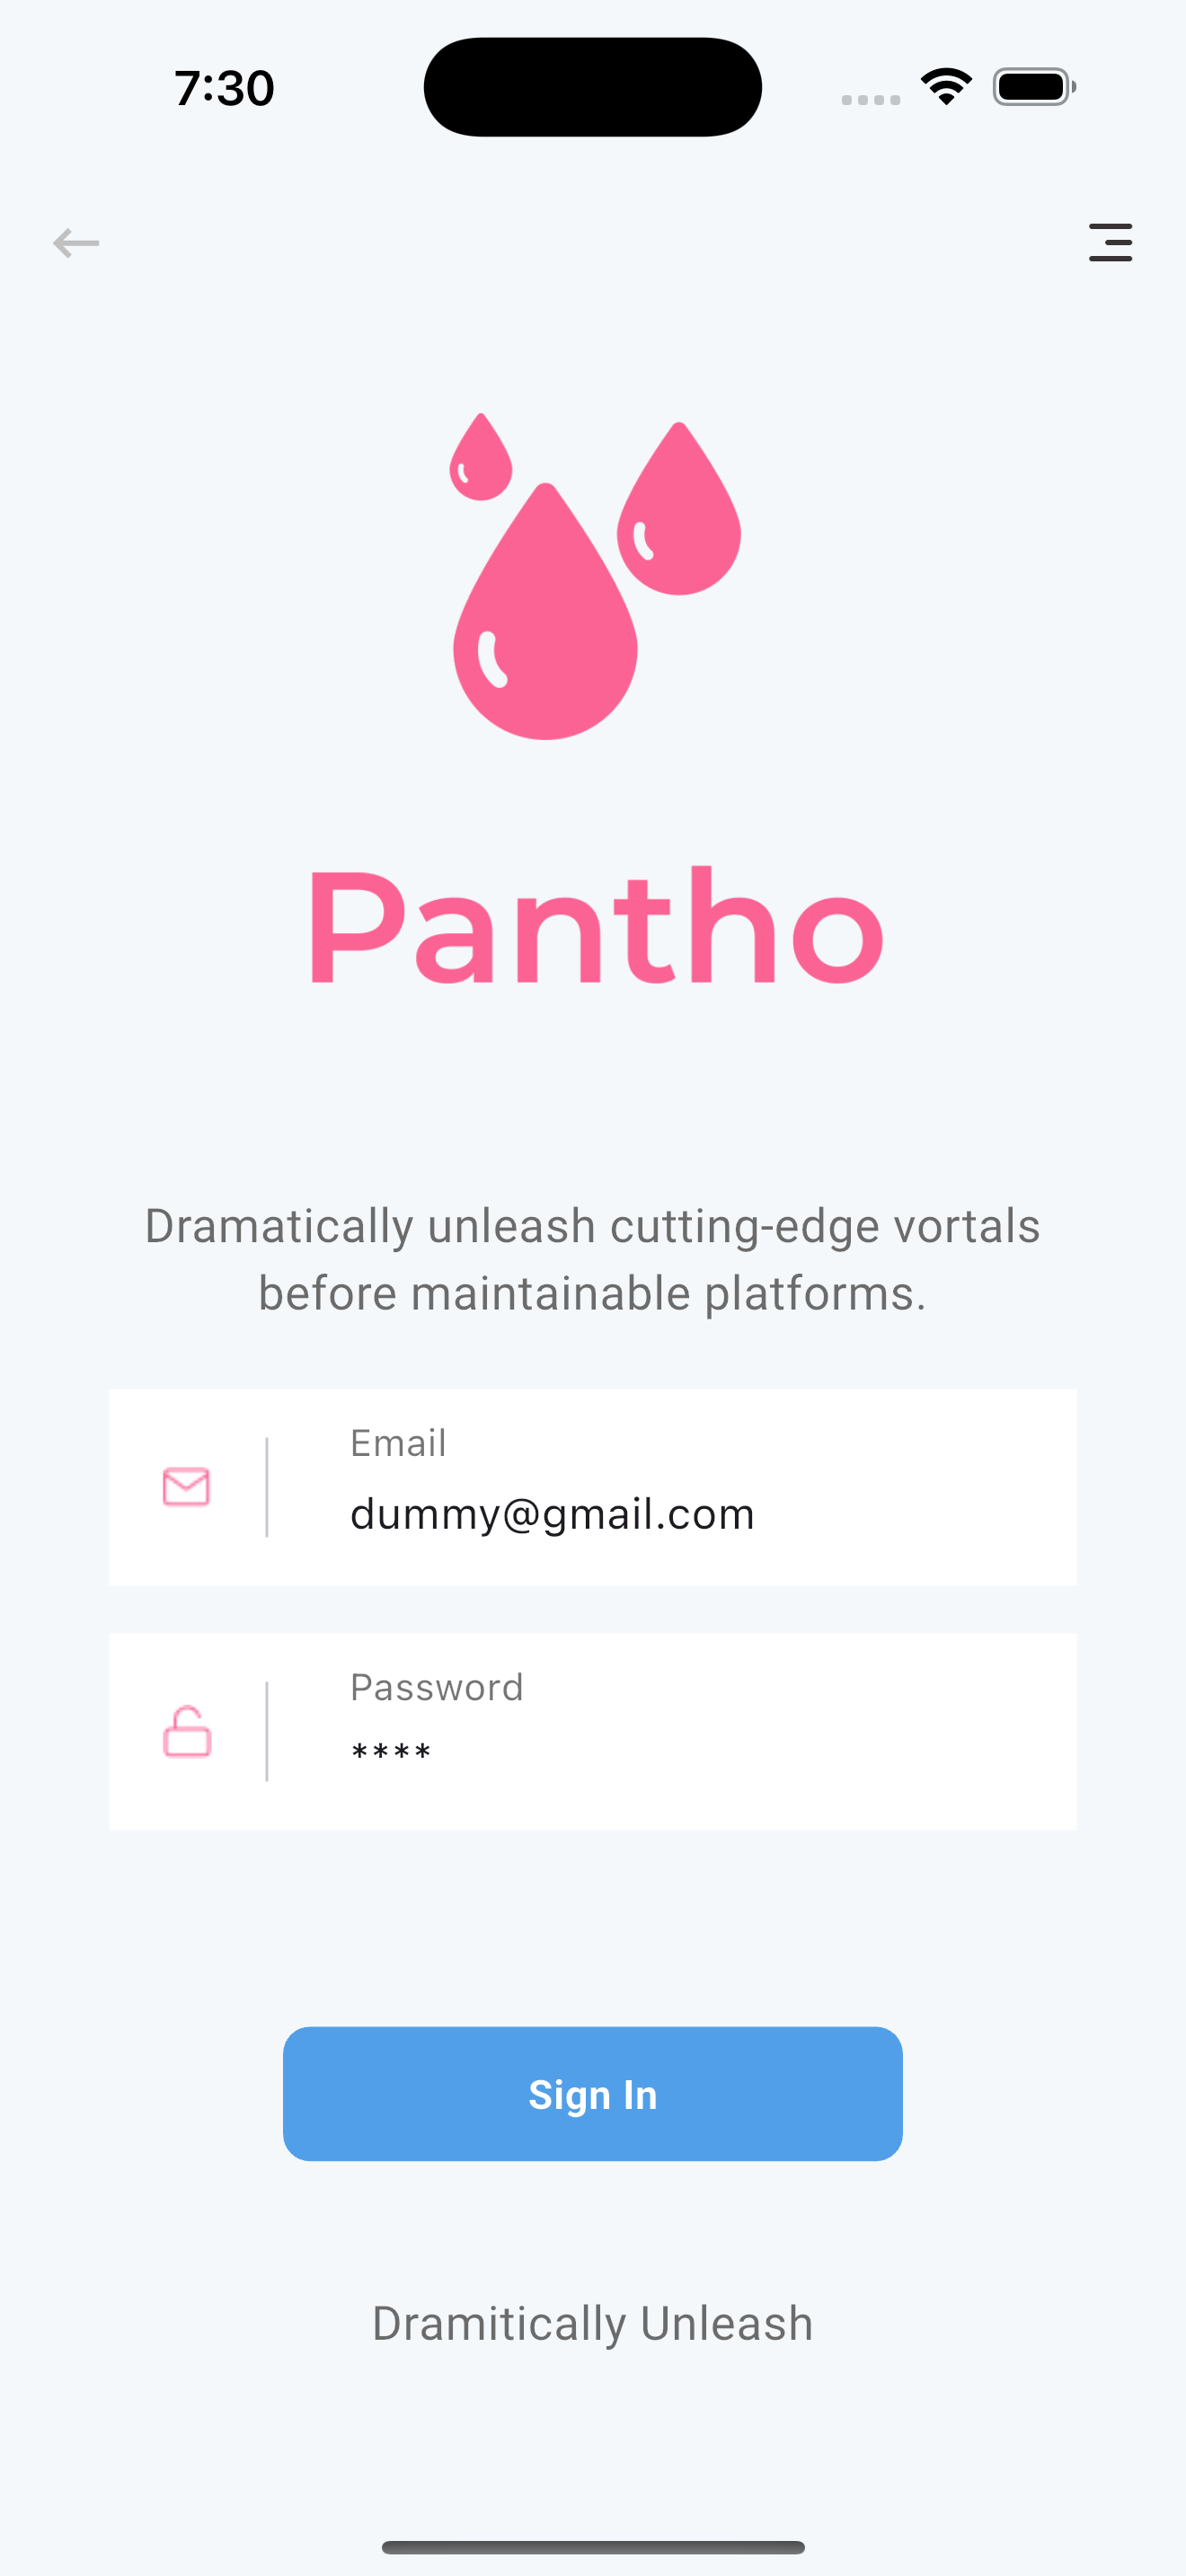 7:30
Pantho
Dramatically unleash cutting-edge vortals
before maintainable platforms.
Email
dummy@gmail.com
Password
****
Sign In
Dramitically Unleash